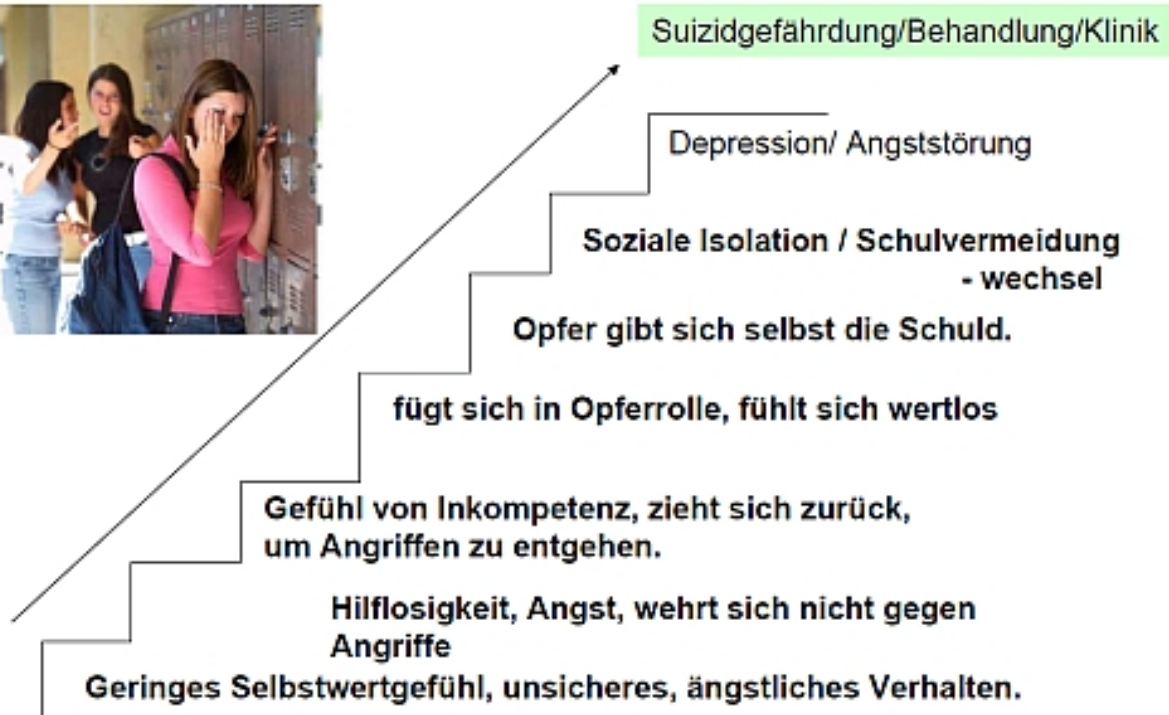 Suizidgefährdung/Behandlung/Klinik
Depression/ Angststörung
Soziale Isolation / Schulvermeidung
- wechsel
Opfer gibt sich selbst die Schuld.
fügt sich in Opferrolle, fühlt sich wertlos
Gefühl von Inkompetenz, zieht sich zurück,
um Angriffen zu entgehen.
Hilflosigkeit, Angst, wehrt sich nicht gegen
Angriffe
Geringes Selbstwertgefühl, unsicheres, ängstliches Verhalten.